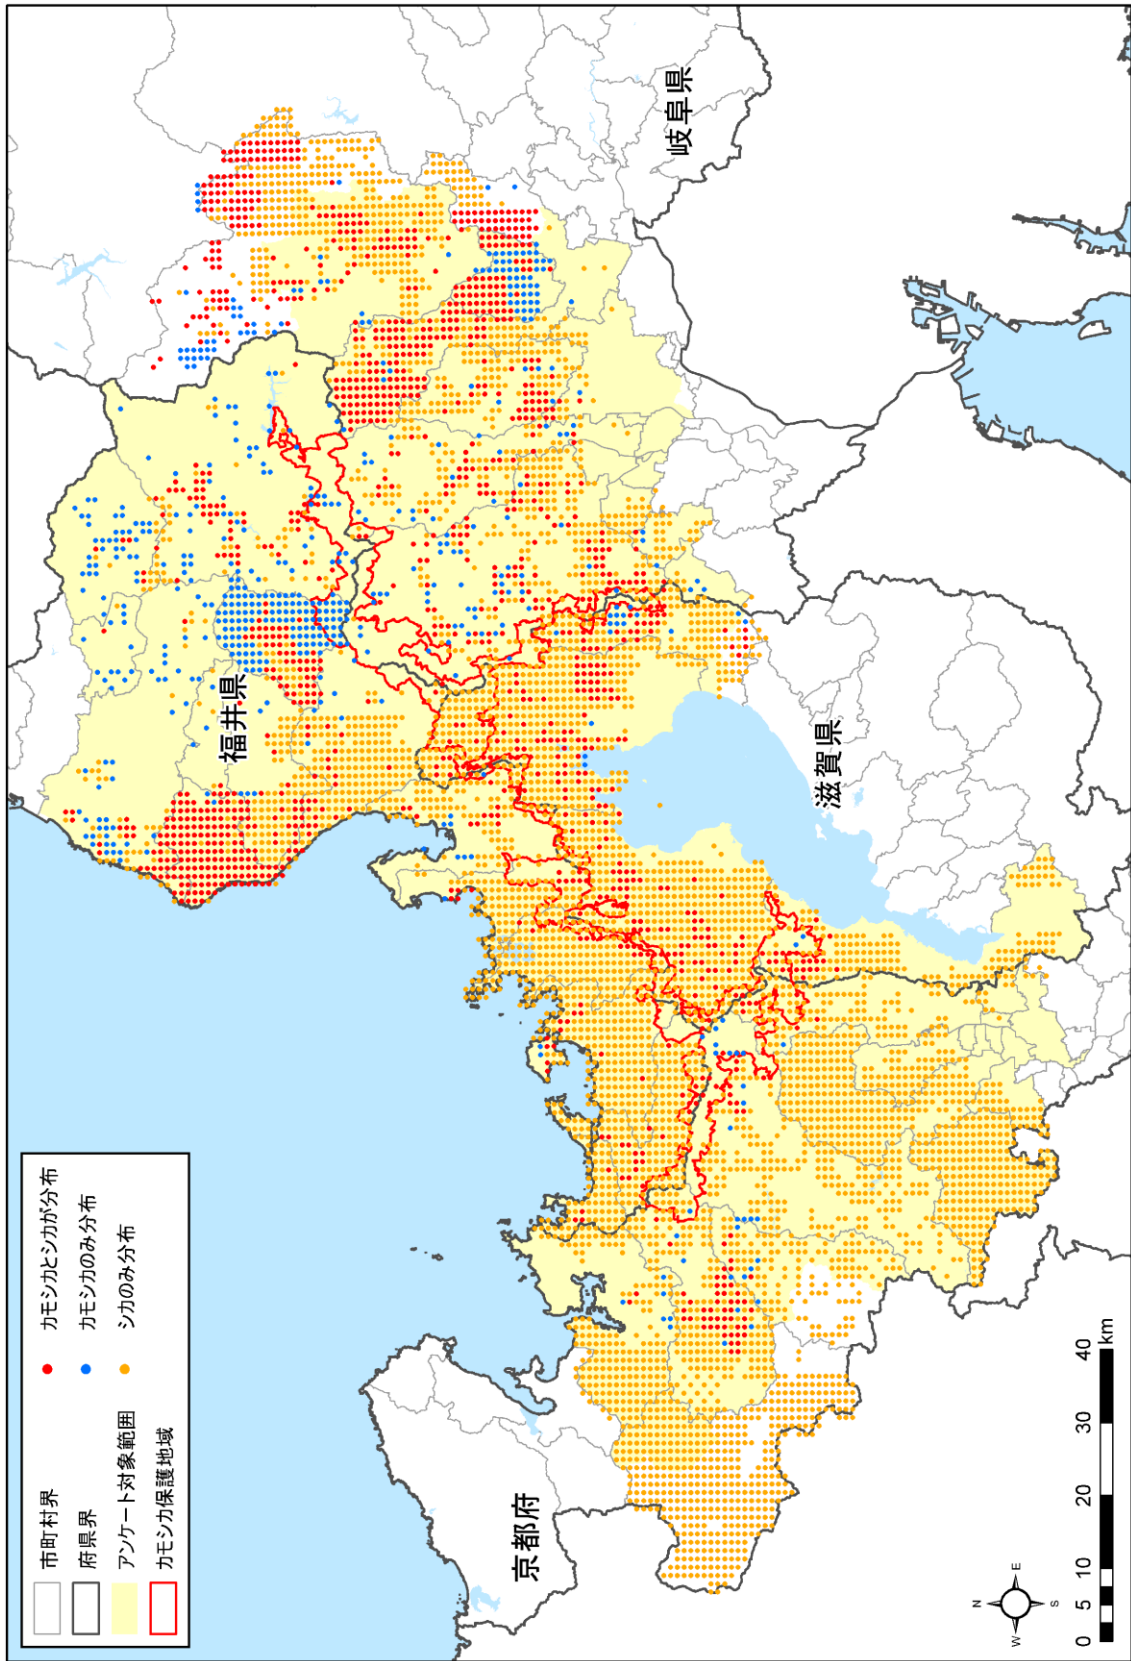 市町村界
府県界
アンケート対象範囲
カモシカ保護地域
カモシカとシカが分布
カモシカのみ分布
シカのみ分布
福井県
岐阜県
滋賀県
京都府
N
W
E
S
0 5 10 20 30 40
km